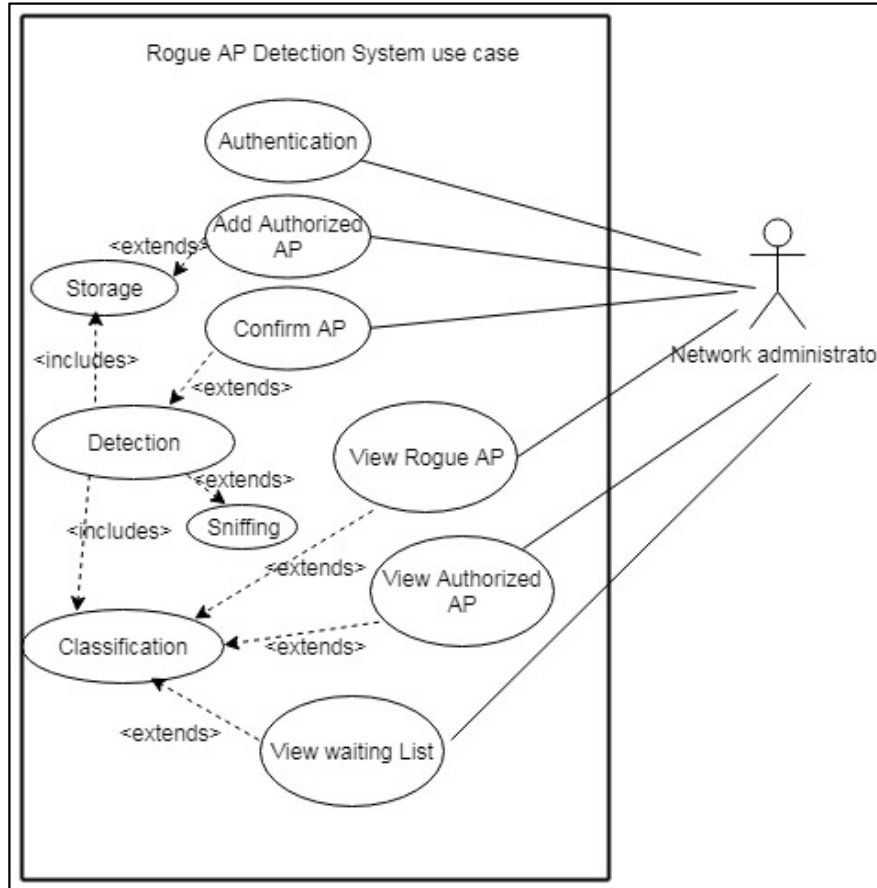 Rogue AP Detection System use case
Authentication
Add Authorized
AP
<extends>
Storage
Confirm AP
<includes>
<extends>
Detection
View Rogue AP
<extends>
Sniffing
<includes>
<extends>
View Authorized
AP
Classification
<extends>
<extends>
View waiting List
Network administrato